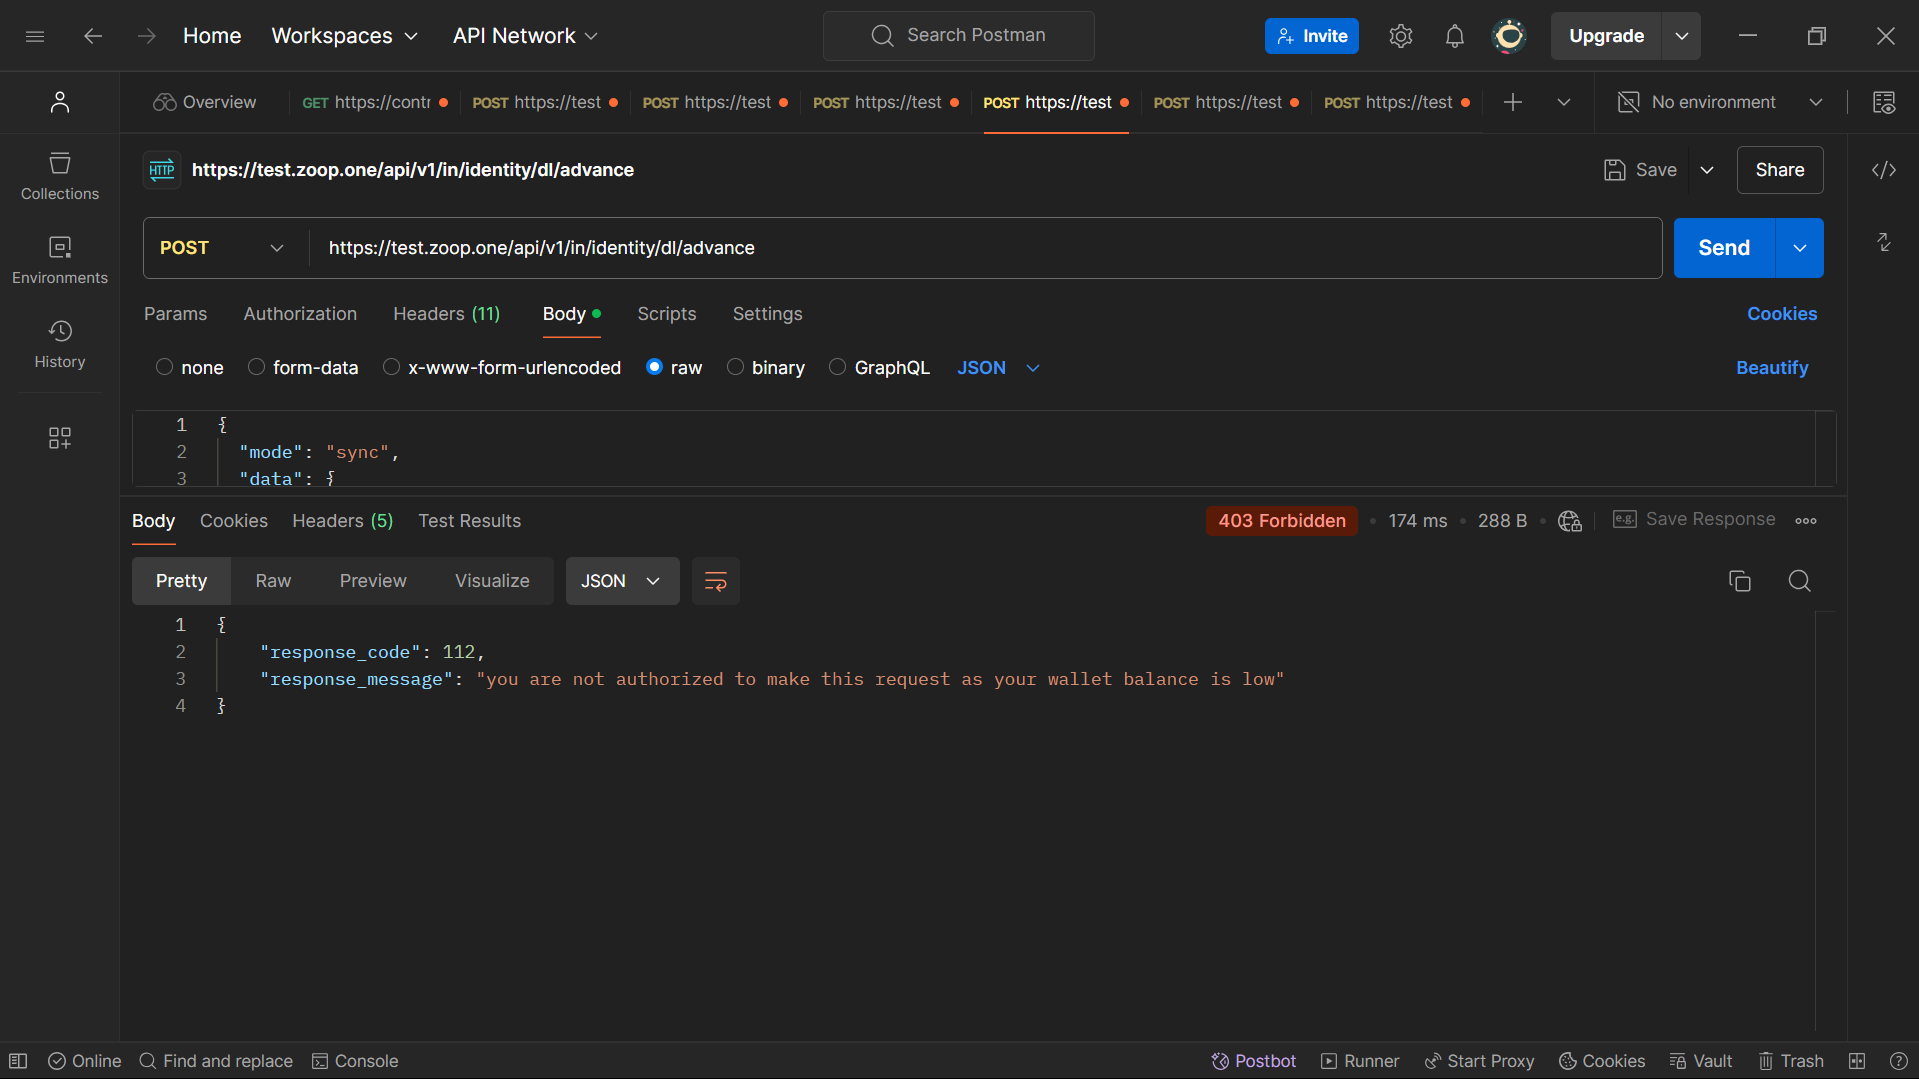 Home Workspaces API Network Search Postman Invite Upgrade
Overview GET https://contr POST https://test POST https://test POST https://test POST https://test POST https://test POST https://test No environment
HTTP https://test.zoop.one/api/v1/in/identity/dl/advance Save Share
Collections
POST https://test.zoop.one/api/v1/in/identity/dl/advance Send
Environments
Params Authorization Headers (11) Body Scripts Settings Cookies
History
none form-data x-www-form-urlencoded raw binary GraphQL JSON Beautify
1 {
2 "mode": "sync",
3 "data": {
Body Cookies Headers (5) Test Results 403 Forbidden • 174 ms • 288 B • e.g. Save Response
Pretty Raw Preview Visualize JSON
1 {
2 "response_code": 112,
3 "response_message": "you are not authorized to make this request as your wallet balance is low"
4 }
Online Find and replace Console Postbot Runner Start Proxy Cookies Vault Trash